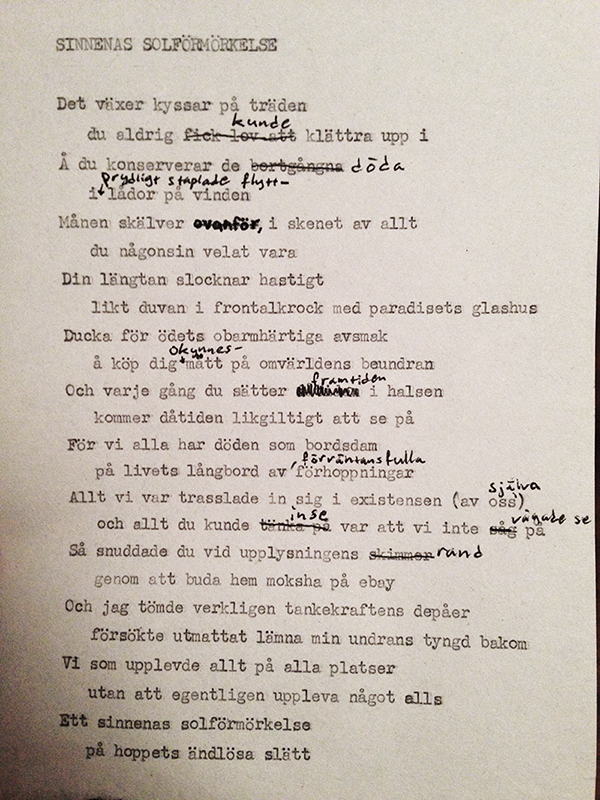 SINNENAS SOLFÖRMÖRKELSE
Det växer kyssar på träden
kunde
du aldrig fick lov att klättra upp i
Å du konserverar de bortgångna döda
prydligt staplade flytt-
i lådor på vinden
Månen skälver ovanför, i skenet av allt
du någonsin velat vara
Din längtan slocknar hastigt
likt duvan i frontalkrock med paradisets glashus
Ducka för ödets obarmhärtiga avsmak
okynnes-
å köp dig mätt på omvärldens beundran
framtiden
Och varje gång du sätter i halsen
kommer dåtiden likgiltigt att se på
För vi alla har döden som bordsdam
förväntansfulla
på livets långbord av förhoppningar
själva
Allt vi var trasslade in sig i existensen (av oss)
inse vågade se
och allt du kunde tänka på var att vi inte såg på
Så snuddade du vid upplysningens skimmer rand
genom att buda hem moksha på ebay
Och jag tömde verkligen tankekraftens depåer
försökte utmattat lämna min undrans tyngd bakom
Vi som upplevde allt på alla platser
utan att egentligen uppleva något alls
Ett sinnenas solförmörkelse
på hoppets ändlösa slätt